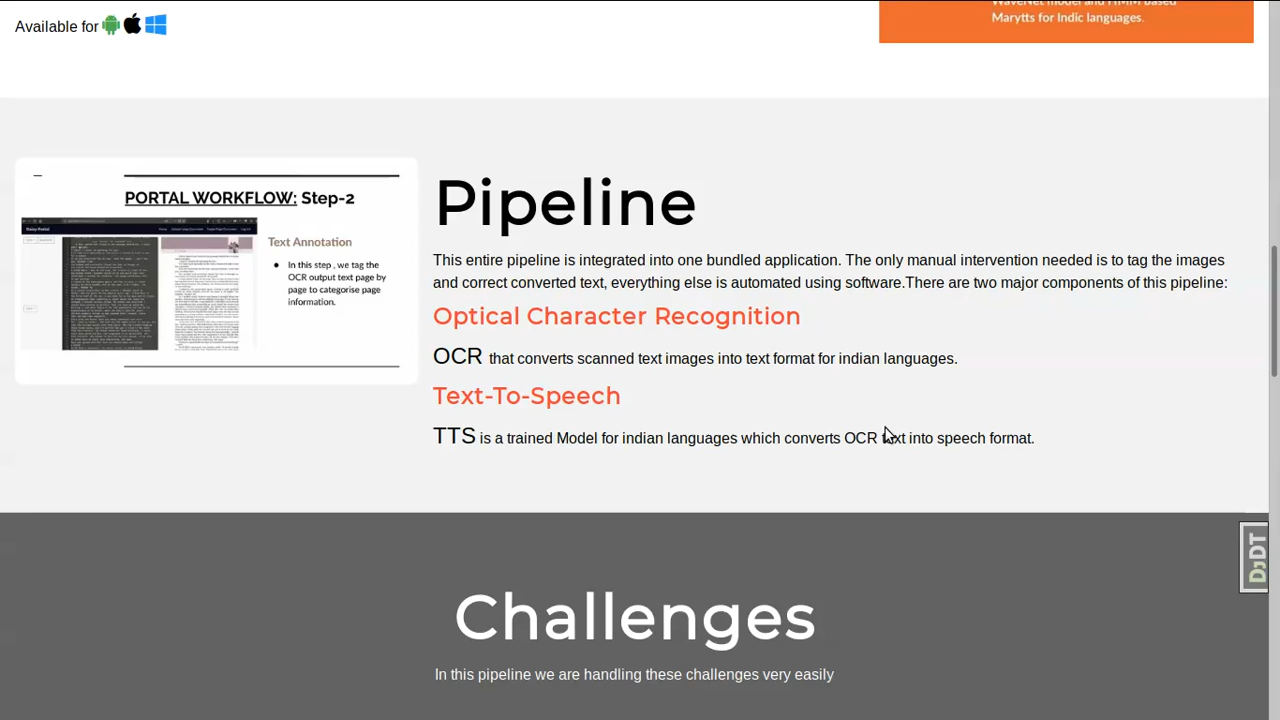 WaveNet model and HMM based
Marytts for Indic languages.
Available for
PORTAL WORKFLOW: Step-2
Daisy Portal
Text Annotation
In this step , we tag the
OCR output text page by
page to categorise page
information.
Pipeline
This entire pipeline is integrated into one bundled application. The only manual intervention needed is to tag the images
and correct converted text, everything else is automated using software.There are two major components of this pipeline:
Optical Character Recognition
OCR that converts scanned text images into text format for indian languages.
Text-To-Speech
TTS is a trained Model for indian languages which converts OCR text into speech format.
DJDT
Challenges
In this pipeline we are handling these challenges very easily